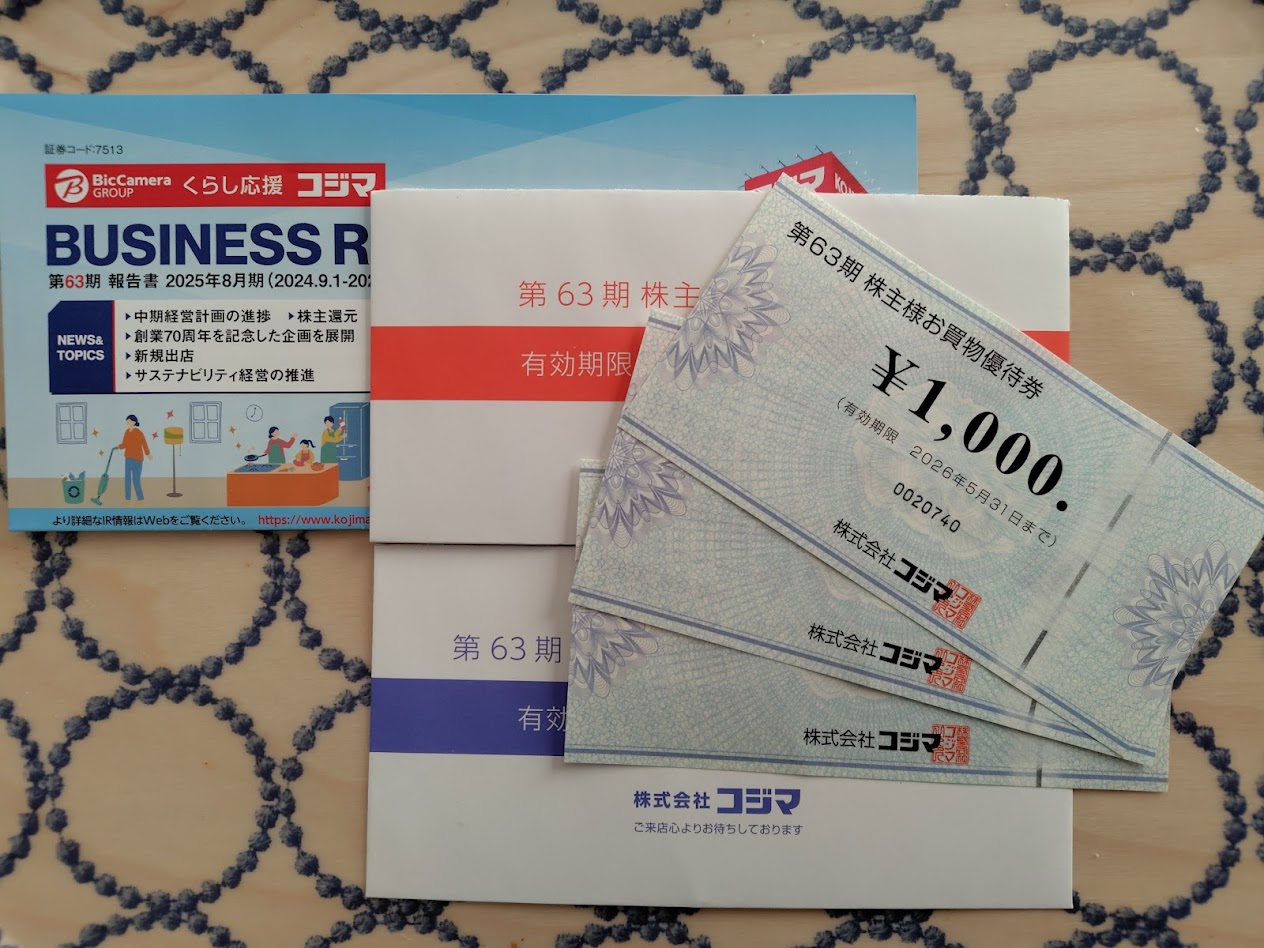 証券コード:7513
BicCamera
GROUP
くらし応援 コジマ
BUSINESS R
第63期 報告書 2025年8月期(2024.9.1-202
NEWS&
TOPICS
▶中期経営計画の進捗 ▶株主還元
▶創業70周年を記念した企画を展開
▶新規出店
▶サステナビリティ経営の推進
より詳細なIR情報はWebをご覧ください。 https://www.kojima
第63期 株主
有効期限
第63期
有効
株式会社 コジマ
ご来店心よりお待ちしております
第63期 株主様お買物優待券
¥1,000.
(有効期限 2026年5月31日まで)
0020740
株式会社コジマ
株式会社コジマ
株式会社コジマ